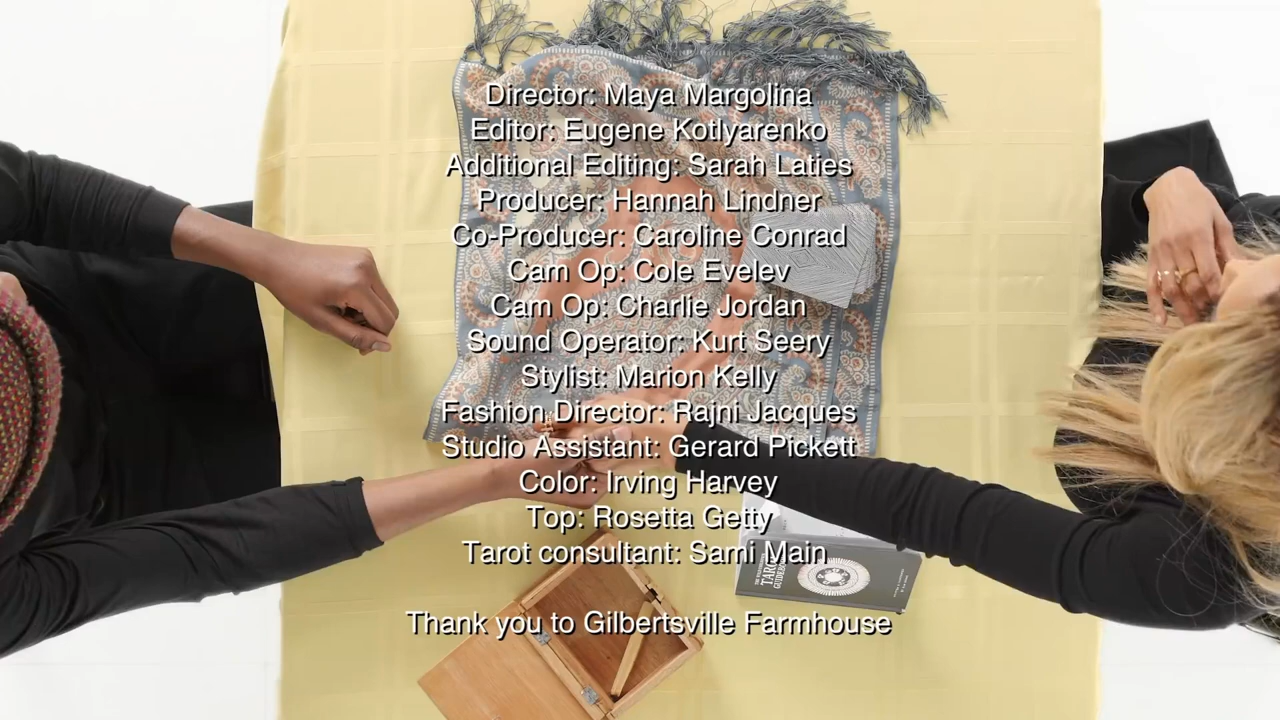 Director: Maya Margolina
Editor: Eugene Kotlyarenko
Additional Editing: Sarah Laties
Producer: Hannah Lindner
Co-Producer: Caroline Conrad
Cam Op: Cole Evelev
Cam Op: Charlie Jordan
Sound Operator: Kurt Seery
Stylist: Marion Kelly
Fashion Director: Rajni Jacques
Studio Assistant: Gerard Pickett
Color: Irving Harvey
Top: Rosetta Getty
Tarot consultant: Sami Main
Thank you to Gilbertsville Farmhouse